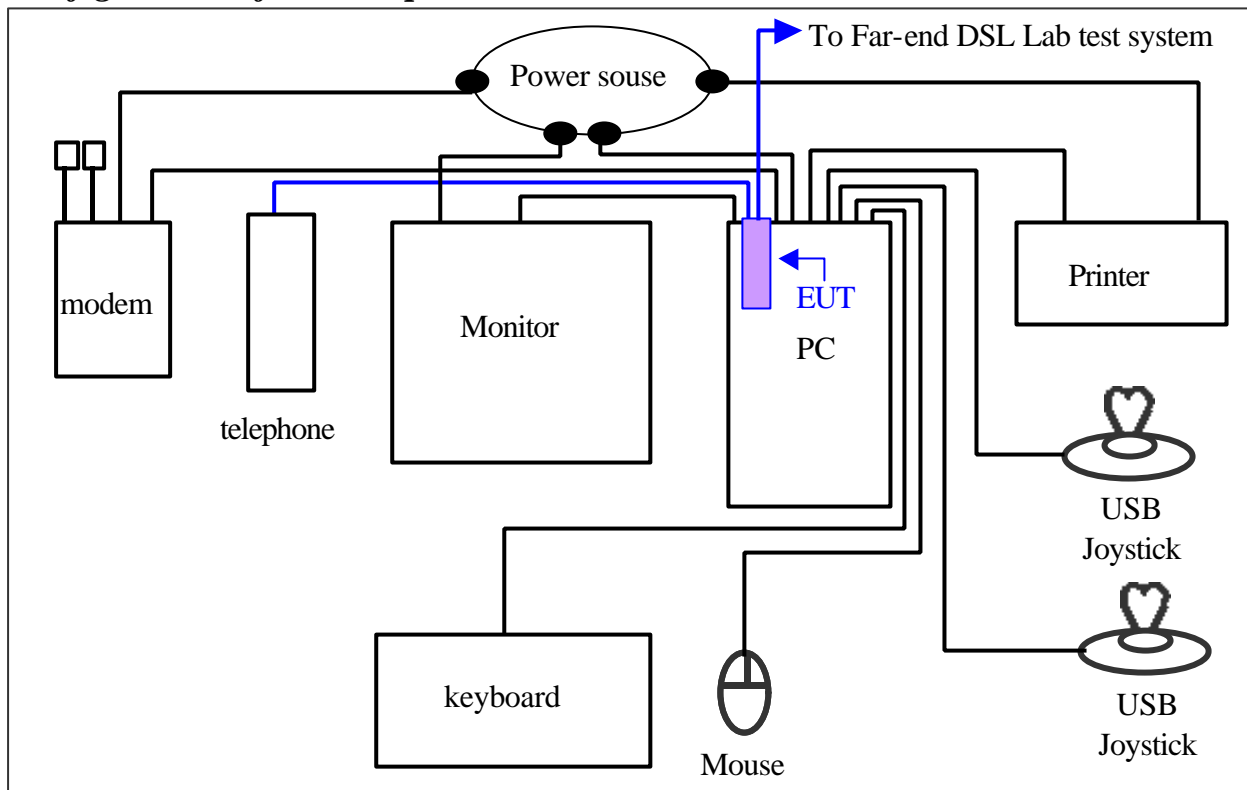 To Far-end DSL Lab test system
Power souse
modem
telephone
Monitor
EUT
PC
Printer
USB
Joystick
keyboard
Mouse
USB
Joystick